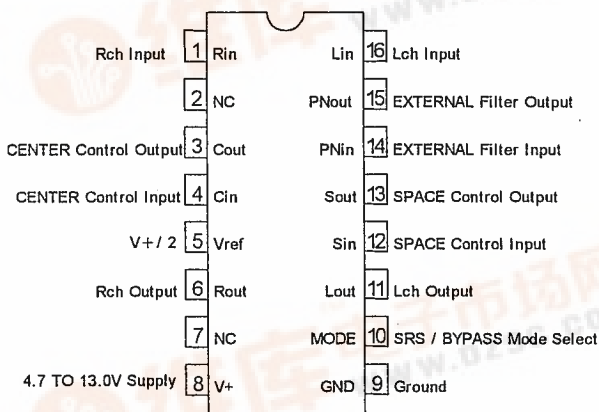 Rch Input 1 Rin Lin 16 Lch Input
2 NC PNout 15 EXTERNAL Filter Output
CENTER Control Output 3 Cout PNin 14 EXTERNAL Filter Input
CENTER Control Input 4 Cin Sout 13 SPACE Control Output
V+/ 2 5 Vref Sin 12 SPACE Control Input
Rch Output 6 Rout Lout 11 Lch Output
7 NC MODE 10 SRS / BYPASS Mode Select
4.7 TO 13.0V Supply 8 V+ GND 9 Ground